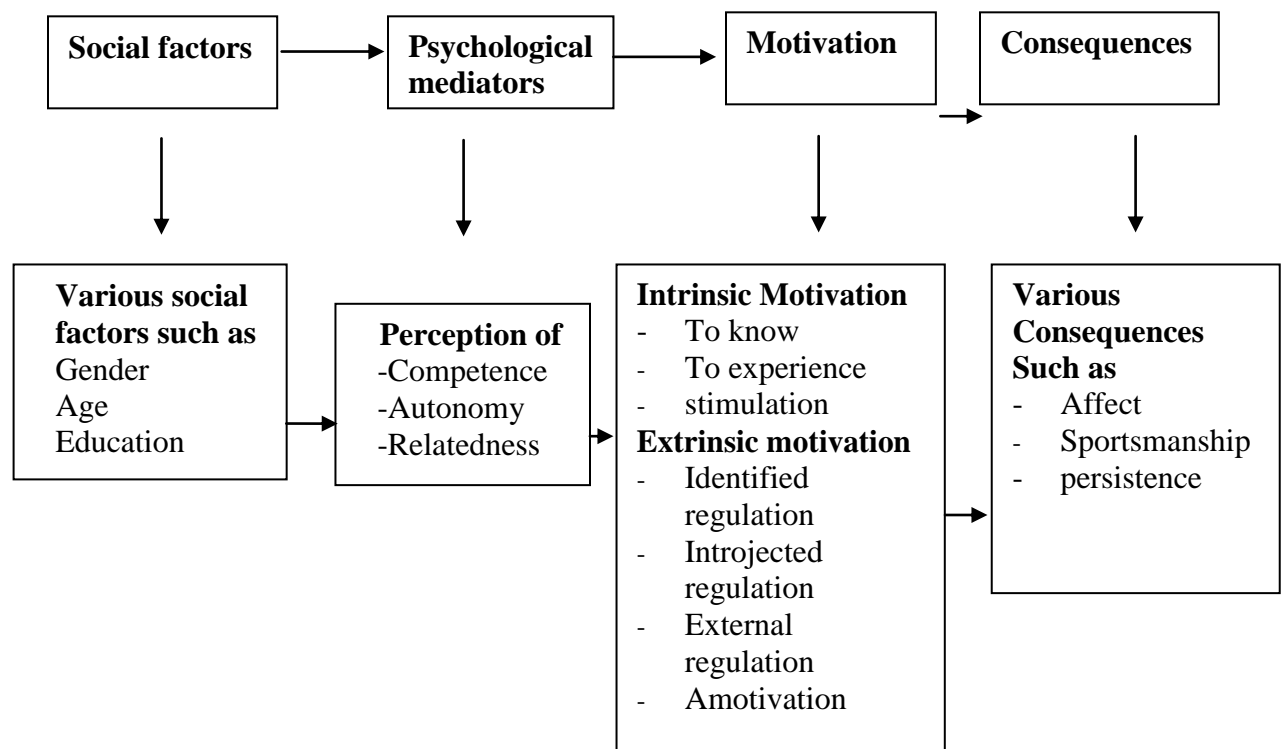 Social factors
Psychological
mediators
Motivation
Consequences
Various social
factors such as
Gender
Age
Education
Perception of
-Competence
-Autonomy
-Relatedness
Intrinsic Motivation
- To know
- To experience
- stimulation
Extrinsic motivation
- Identified
regulation
- Introjected
regulation
- External
regulation
- Amotivation
Various
Consequences
Such as
- Affect
- Sportsmanship
- persistence